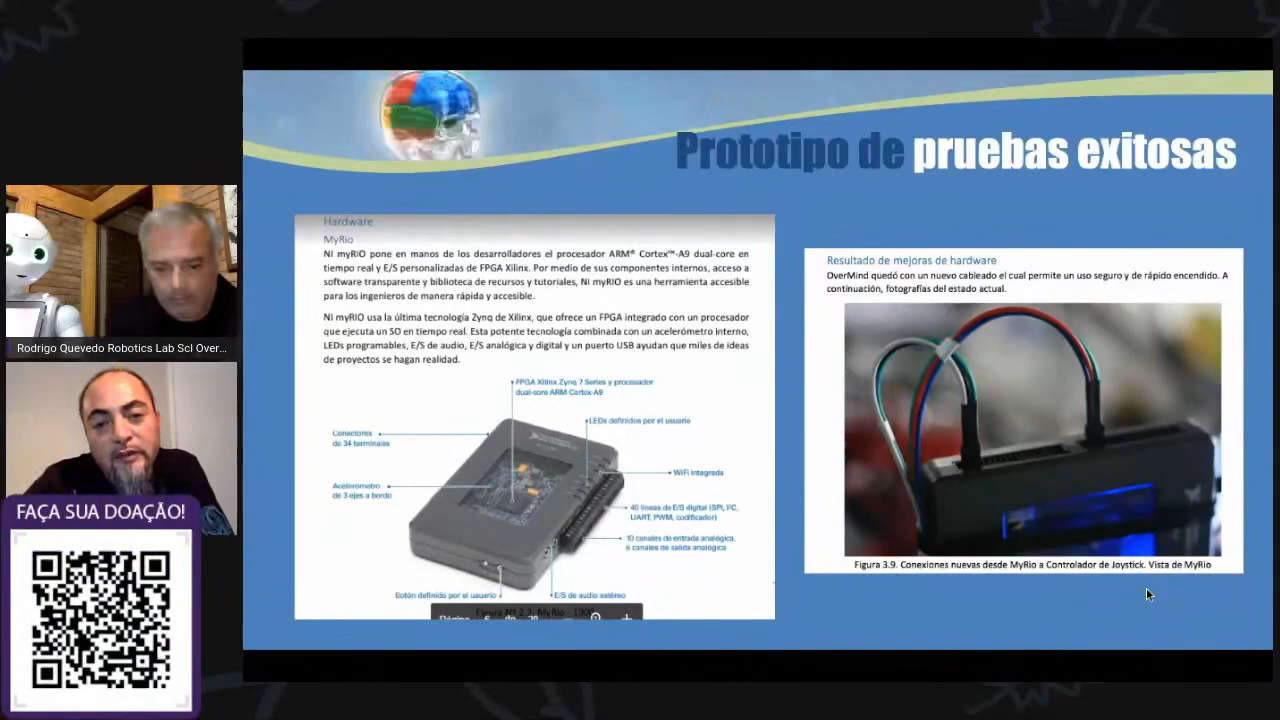 Prototipo de pruebas exitosas
Rodrigo Quevedo Robotics Lab Scl Over...
FAÇA SUA DOAÇÃO!
Hardware
MyRio
NI myRIO pone en manos de los desarrolladores el procesador ARM® Cortex™-A9 dual-core en
tiempo real y E/S personalizadas de FPGA Xilinx. Por medio de sus componentes internos, acceso a
software transparente y biblioteca de recursos y tutoriales, NI myRIO es una herramienta accesible
para los ingenieros de manera rápida y accesible.
NI myRIO usa la última tecnología Zynq de Xilinx, que ofrece un FPGA integrado con un procesador
que ejecuta un SO en tiempo real. Esta potente tecnología combinada con un acelerómetro interno,
LEDs programables, E/S de audio, E/S analógica y digital y un puerto USB ayudan que miles de ideas
de proyectos se hagan realidad.
FPGA Xilinx Zynq 7 Series y procesador
dual-core ARM Cortex-A9
LEDs definidos por el usuario
Conectores
de 34 terminales
WiFi Integrada
Acelerómetro
de 3 ejes a bordo
40 líneas de E/S digital (SPI, I²C,
UART, PWM, codificador)
10 canales de entrada analógica,
6 canales de salida analógica
Botón definido por el usuario
E/S de audio estéreo
Figura Nº 2.2. MyRio - 1900
Página 6 de 20
Resultado de mejoras de hardware
OverMind quedó con un nuevo cableado el cual permite un uso seguro y de rápido encendido. A
continuación, fotografías del estado actual.
Figura 3.9. Conexiones nuevas desde MyRio a Controlador de Joystick. Vista de MyRio